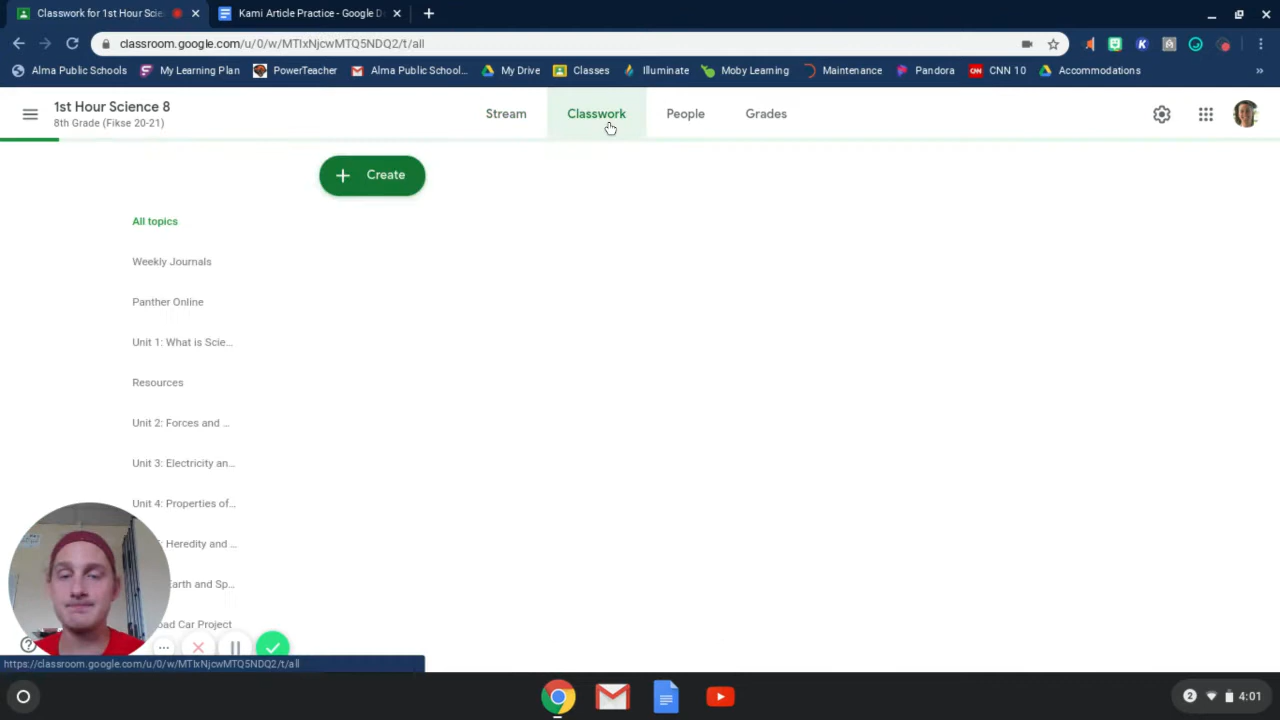 Classwork for 1st Hour Scie
Kami Article Practice - Google D
classroom.google.com/u/0/w/MTIxNjcwMTQ5NDQ2/t/all
Alma Public Schools
My Learning Plan
PowerTeacher
Alma Public School...
My Drive
Classes
Illuminate
Moby Learning
Maintenance
Pandora
CNN 10
Accommodations
»
1st Hour Science 8
8th Grade (Fikse 20-21)
Stream
Classwork
People
Grades
+ Create
All topics
Weekly Journals
Panther Online
Unit 1: What is Scie...
Resources
Unit 2: Forces and ...
Unit 3: Electricity an...
Unit 4: Properties of...
Heredity and ...
Earth and Sp...
Car Project
https://classroom.google.com/u/0/w/MTIxNjcwMTQ5NDQ2/t/all
2
4:01